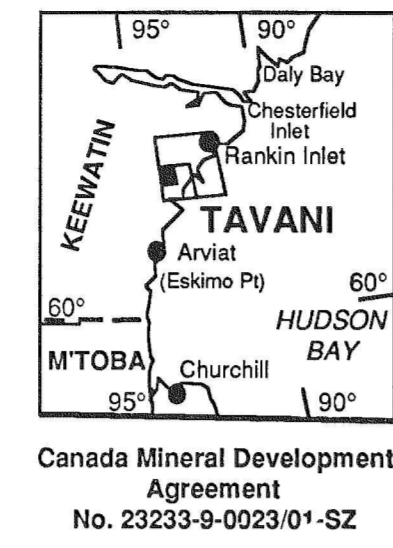 95°
90°
Daly Bay
Chesterfield
Inlet
Rankin Inlet
KEEWATIN
TAVANI
Arviat
(Eskimo Pt)
60°
60°
HUDSON
BAY
M'TOBA
Churchill
95°
90°
Canada Mineral Development
Agreement
No. 23233-9-0023/01-SZ